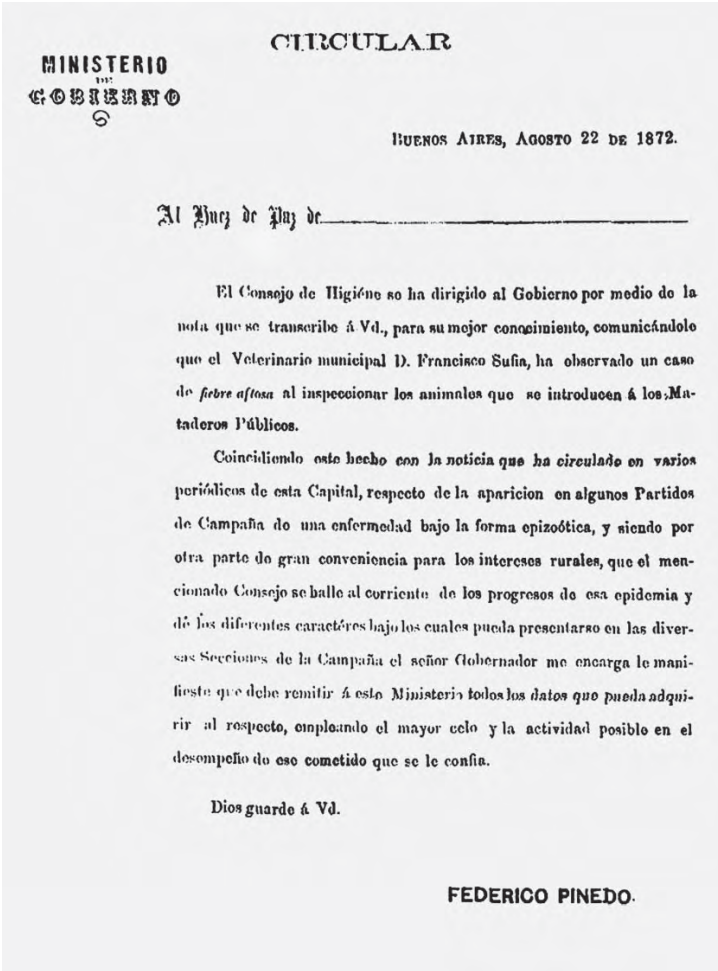 CIRCULAR
MINISTERIO
DE
GOBIERNO
BUENOS AIRES, AGOSTO 22 DE 1872.
Al Juez de Paz de
El Consejo de Higiéne se ha dirigido al Gobierno por medio de la
nota que se transcribe á Vd., para su mejor conocimiento, comunicándole
que el Veterinario municipal D. Francisco Suñа, ha observado un caso
de fiebre aftosa al inspeccionar los animales que se introducen á los Ma-
taderos Públicos.
Coincidiendo este hecho con la noticia que ha circulado en varios
periódicos de esta Capital, respecto de la aparicion en algunos Partidos
de Campaña de una enfermedad bajo la forma epizoótica, y siendo por
otra parte de gran conveniencia para los intereses rurales, que el men-
cionado Consejo se halle al corriente de los progresos de esa epidemia y
de los diferentes caractéres bajo los cuales pueda presentarse en las diver-
sas Secciones de la Campaña el señor Gobernador me encarga le mani-
fieste que debe remitir á este Ministerio todos los datos que pueda adqui-
rir al respecto, empleando el mayor celo y la actividad posible en el
desempeño de ese cometido que se le confia.
Dios guarde á Vd.
FEDERICO PINEDO.